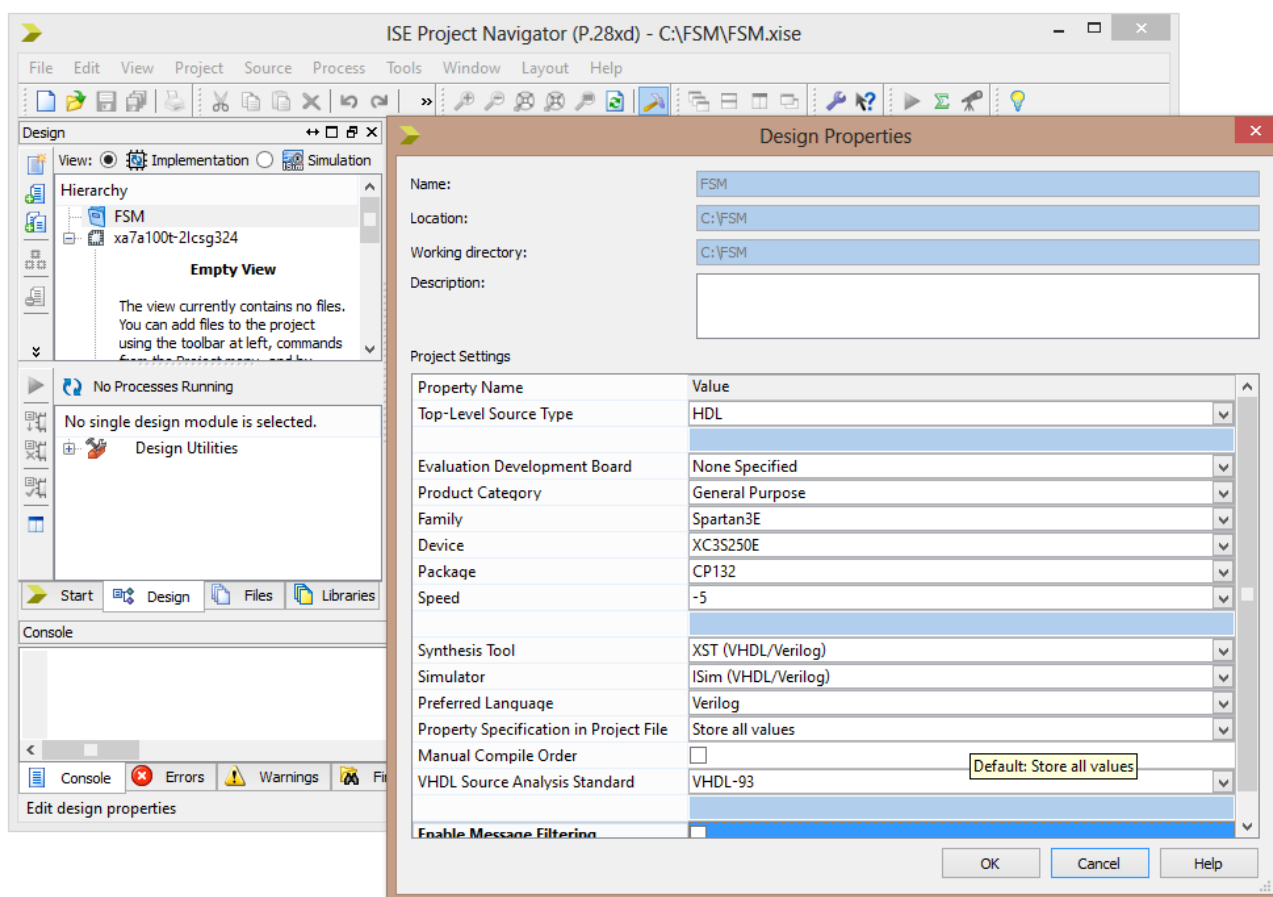 ISE Project Navigator (P.28xd) - C:\FSM\FSM.xise
File Edit View Project Source Process Tools Window Layout Help
Design
View: Implementation Simulation
Hierarchy
FSM
xa7a100t-2lcsg324
Empty View
The view currently contains no files.
You can add files to the project
using the toolbar at left, commands
from the Project menu, and by
No Processes Running
No single design module is selected.
Design Utilities
Start Design Files Libraries
Console
Console Errors Warnings Fi
Edit design properties
Design Properties
Name: FSM
Location: C:\FSM
Working directory: C:\FSM
Description:
Project Settings
Property Name Value
Top-Level Source Type HDL
Evaluation Development Board None Specified
Product Category General Purpose
Family Spartan3E
Device XC3S250E
Package CP132
Speed -5
Synthesis Tool XST (VHDL/Verilog)
Simulator ISim (VHDL/Verilog)
Preferred Language Verilog
Property Specification in Project File Store all values
Manual Compile Order
Default: Store all values
VHDL Source Analysis Standard VHDL-93
Enable Message Filtering
OK Cancel Help